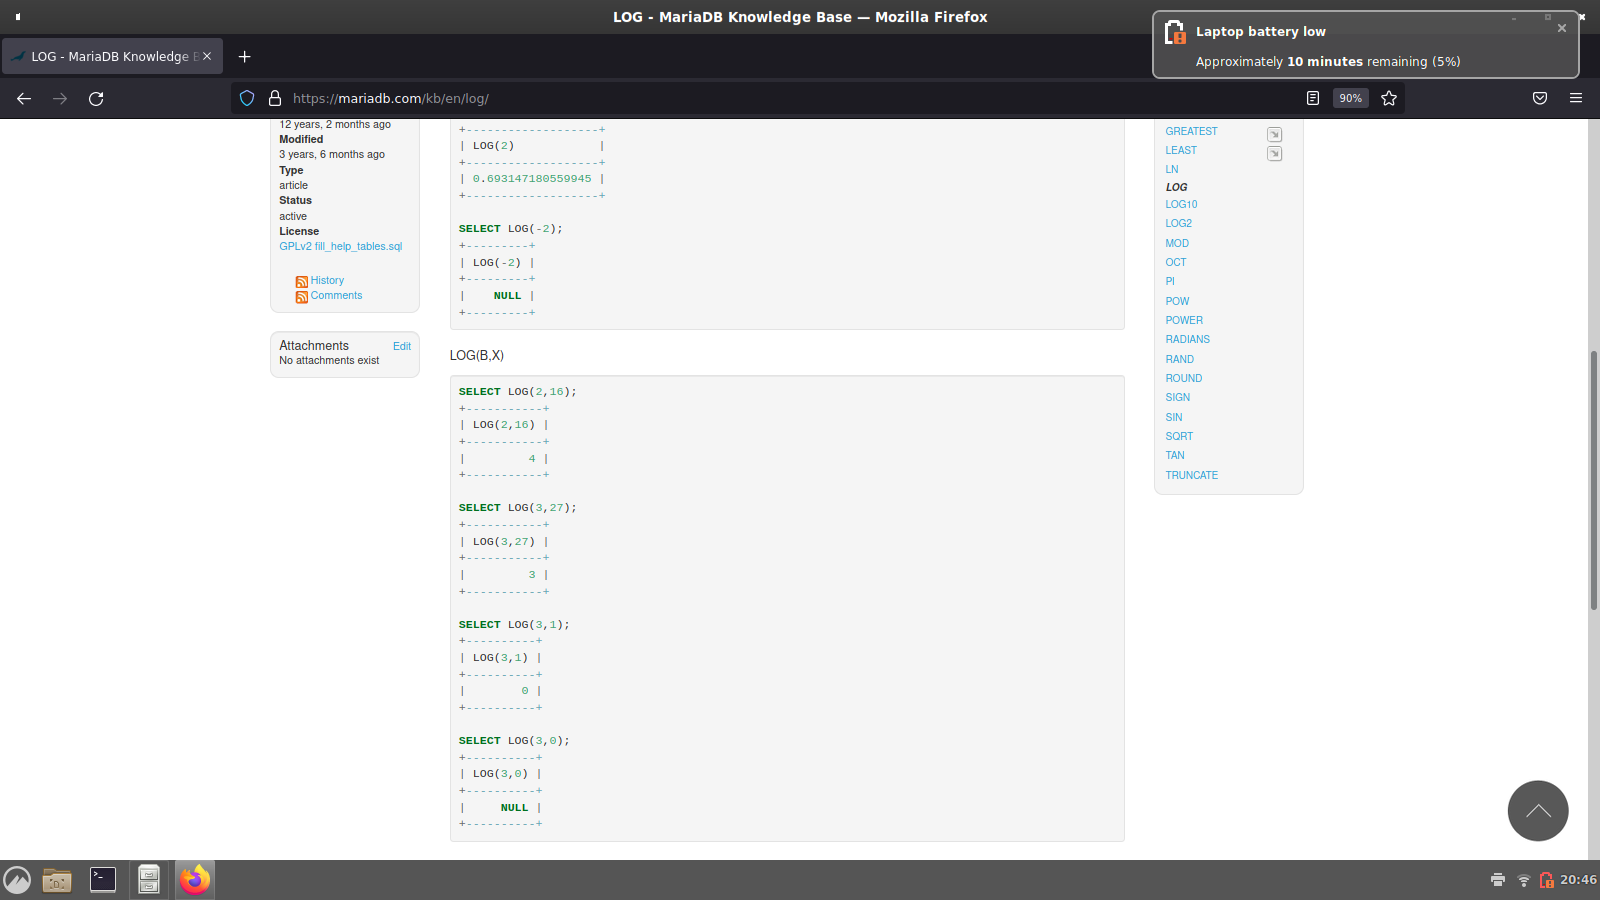 LOG - MariaDB Knowledge Base — Mozilla Firefox
Laptop battery low
Approximately 10 minutes remaining (5%)
LOG - MariaDB Knowledge B
https://mariadb.com/kb/en/log/
90%
12 years, 2 months ago
Modified
3 years, 6 months ago
Type
article
Status
active
License
GPLv2 fill_help_tables.sql
History
Comments
Attachments
Edit
No attachments exist
+-------------------+
| LOG(2)            |
+-------------------+
| 0.693147180559945 |
+-------------------+
SELECT LOG(-2);
+---------+
| LOG(-2) |
+---------+
|    NULL |
+---------+
LOG(B,X)
SELECT LOG(2,16);
+-----------+
| LOG(2,16) |
+-----------+
|         4 |
+-----------+
SELECT LOG(3,27);
+-----------+
| LOG(3,27) |
+-----------+
|         3 |
+-----------+
SELECT LOG(3,1);
+----------+
| LOG(3,1) |
+----------+
|        0 |
+----------+
SELECT LOG(3,0);
+----------+
| LOG(3,0) |
+----------+
|     NULL |
+----------+
GREATEST
LEAST
LN
LOG
LOG10
LOG2
MOD
OCT
PI
POW
POWER
RADIANS
RAND
ROUND
SIGN
SIN
SQRT
TAN
TRUNCATE
20:46